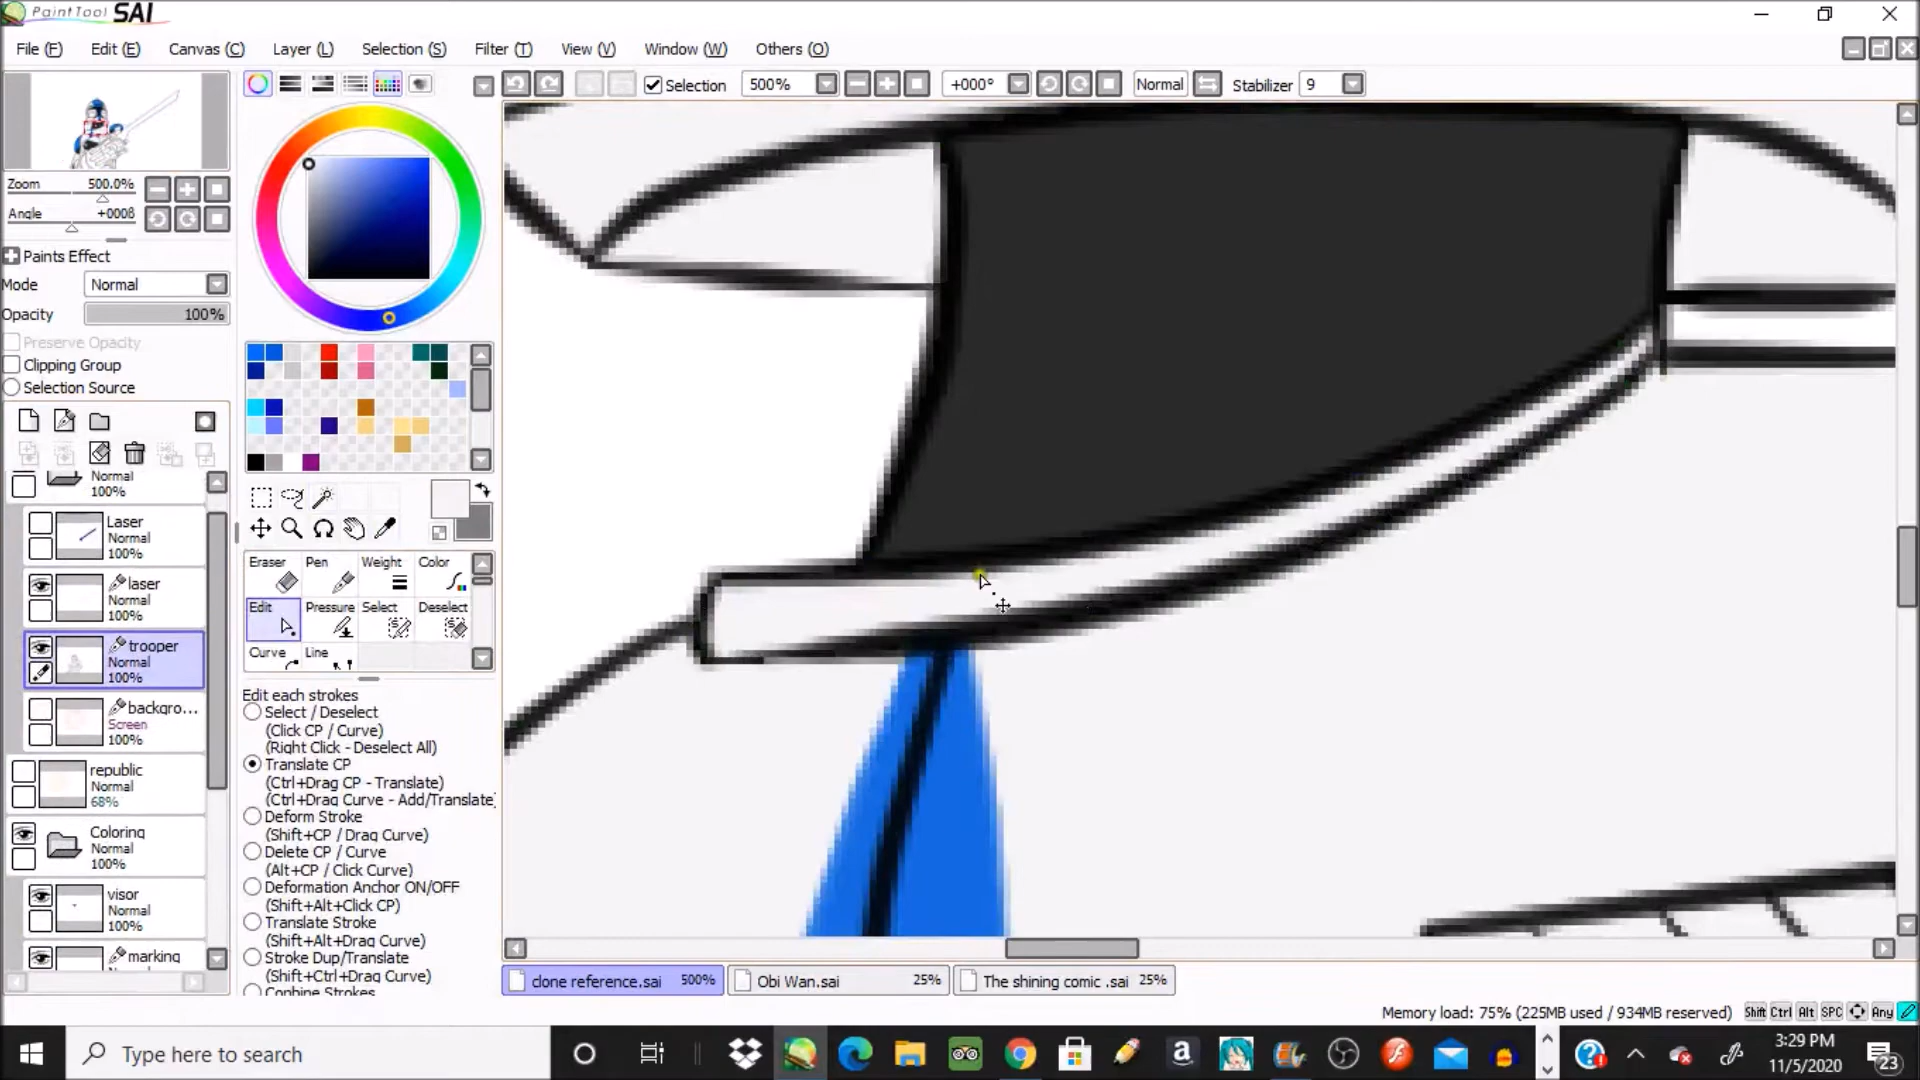 PaintTool SAI
File (F) Edit (E) Canvas (C) Layer (L) Selection (S) Filter (T) View (V) Window (W) Others (O)
Selection 500% +000° Normal Stabilizer 9
Zoom 500.0%
Angle +0008
Paints Effect
Mode Normal
Opacity 100%
Preserve Opacity
Clipping Group
Selection Source
Normal
100%
Laser
Normal
100%
laser
Normal
100%
trooper
Normal
100%
backgro...
Screen
100%
republic
Normal
68%
Coloring
Normal
100%
visor
Normal
100%
marking
Eraser Pen Weight Color
Edit Pressure Select Deselect
Curve Line
Edit each strokes
Select / Deselect
(Click CP / Curve)
(Right Click - Deselect All)
Translate CP
(Ctrl+Drag CP - Translate)
(Ctrl+Drag Curve - Add/Translate
Deform Stroke
(Shift+CP / Drag Curve)
Delete CP / Curve
(Alt+CP / Click Curve)
Deformation Anchor ON/OFF
(Shift+Alt+Click CP)
Translate Stroke
(Shift+Alt+Drag Curve)
Stroke Dup/Translate
(Shift+Ctrl+Drag Curve)
clone reference.sai 500% Obi Wan.sai 25% The shining comic .sai 25%
Memory load: 75% (225MB used / 934MB reserved) Shift Ctrl Alt SPC Any
Type here to search
3:29 PM
11/5/2020
23